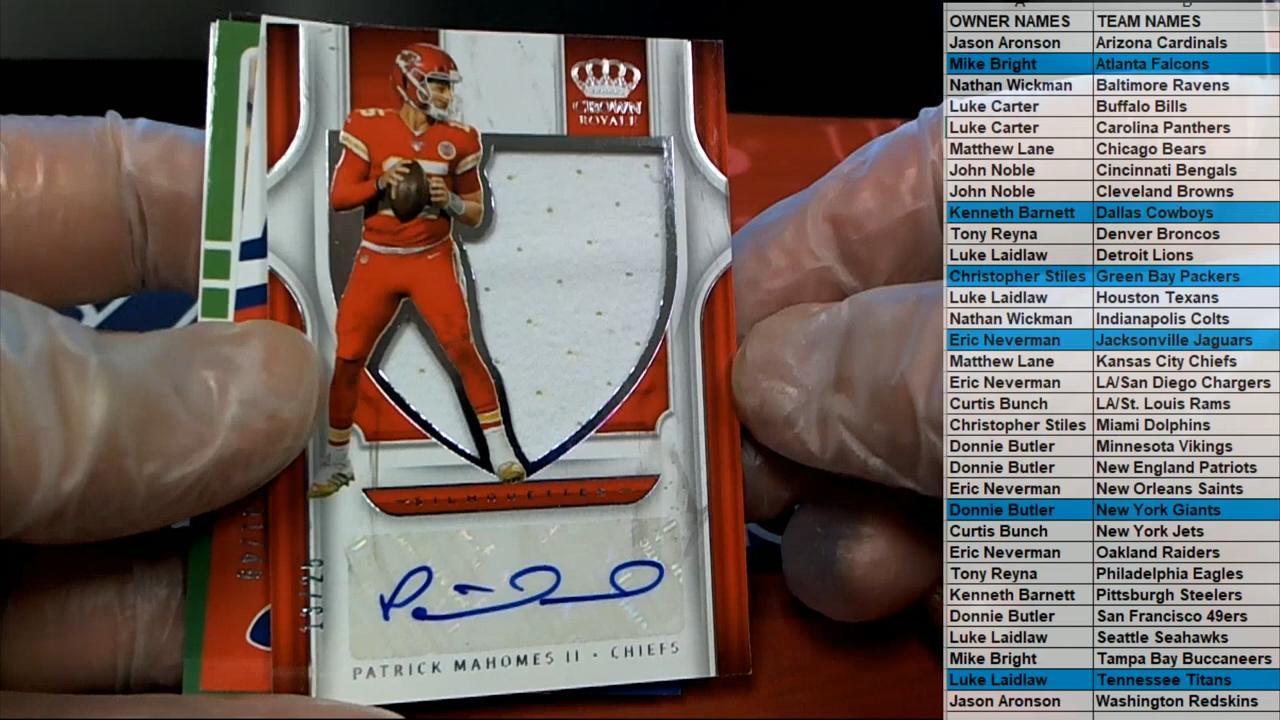 CROWN
ROYALE
SILHOUETTES
13/25
PATRICK MAHOMES II • CHIEFS
OWNER NAMES TEAM NAMES
Jason Aronson Arizona Cardinals
Mike Bright Atlanta Falcons
Nathan Wickman Baltimore Ravens
Luke Carter Buffalo Bills
Luke Carter Carolina Panthers
Matthew Lane Chicago Bears
John Noble Cincinnati Bengals
John Noble Cleveland Browns
Kenneth Barnett Dallas Cowboys
Tony Reyna Denver Broncos
Luke Laidlaw Detroit Lions
Christopher Stiles Green Bay Packers
Luke Laidlaw Houston Texans
Nathan Wickman Indianapolis Colts
Eric Neverman Jacksonville Jaguars
Matthew Lane Kansas City Chiefs
Eric Neverman LA/San Diego Chargers
Curtis Bunch LA/St. Louis Rams
Christopher Stiles Miami Dolphins
Donnie Butler Minnesota Vikings
Donnie Butler New England Patriots
Eric Neverman New Orleans Saints
Donnie Butler New York Giants
Curtis Bunch New York Jets
Eric Neverman Oakland Raiders
Tony Reyna Philadelphia Eagles
Kenneth Barnett Pittsburgh Steelers
Donnie Butler San Francisco 49ers
Luke Laidlaw Seattle Seahawks
Mike Bright Tampa Bay Buccaneers
Luke Laidlaw Tennessee Titans
Jason Aronson Washington Redskins